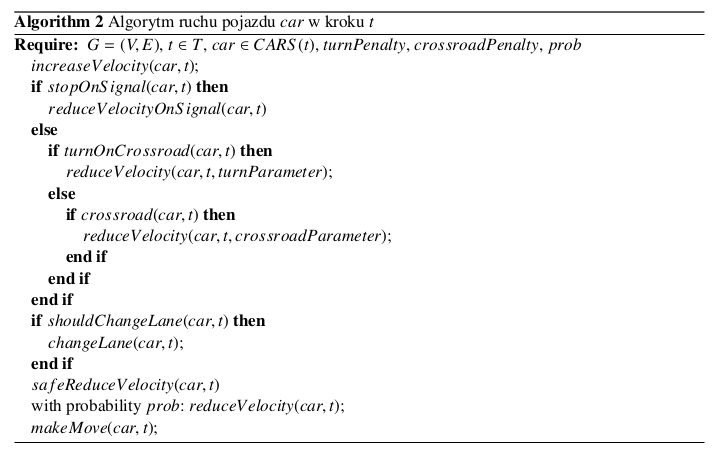 Algorithm 2 Algorytm ruchu pojazdu car w kroku t
Require: G = (V, E), t ∈ T, car ∈ CARS(t), turnPenalty, crossroadPenalty, prob
increaseVelocity(car, t);
if stopOnSignal(car, t) then
reduceVelocityOnSignal(car, t)
else
if turnOnCrossroad(car, t) then
reduceVelocity(car, t, turnParameter);
else
if crossroad(car, t) then
reduceVelocity(car, t, crossroadParameter);
end if
end if
end if
if shouldChangeLane(car, t) then
changeLane(car, t);
end if
safeReduceVelocity(car, t)
with probability prob: reduceVelocity(car, t);
makeMove(car, t);